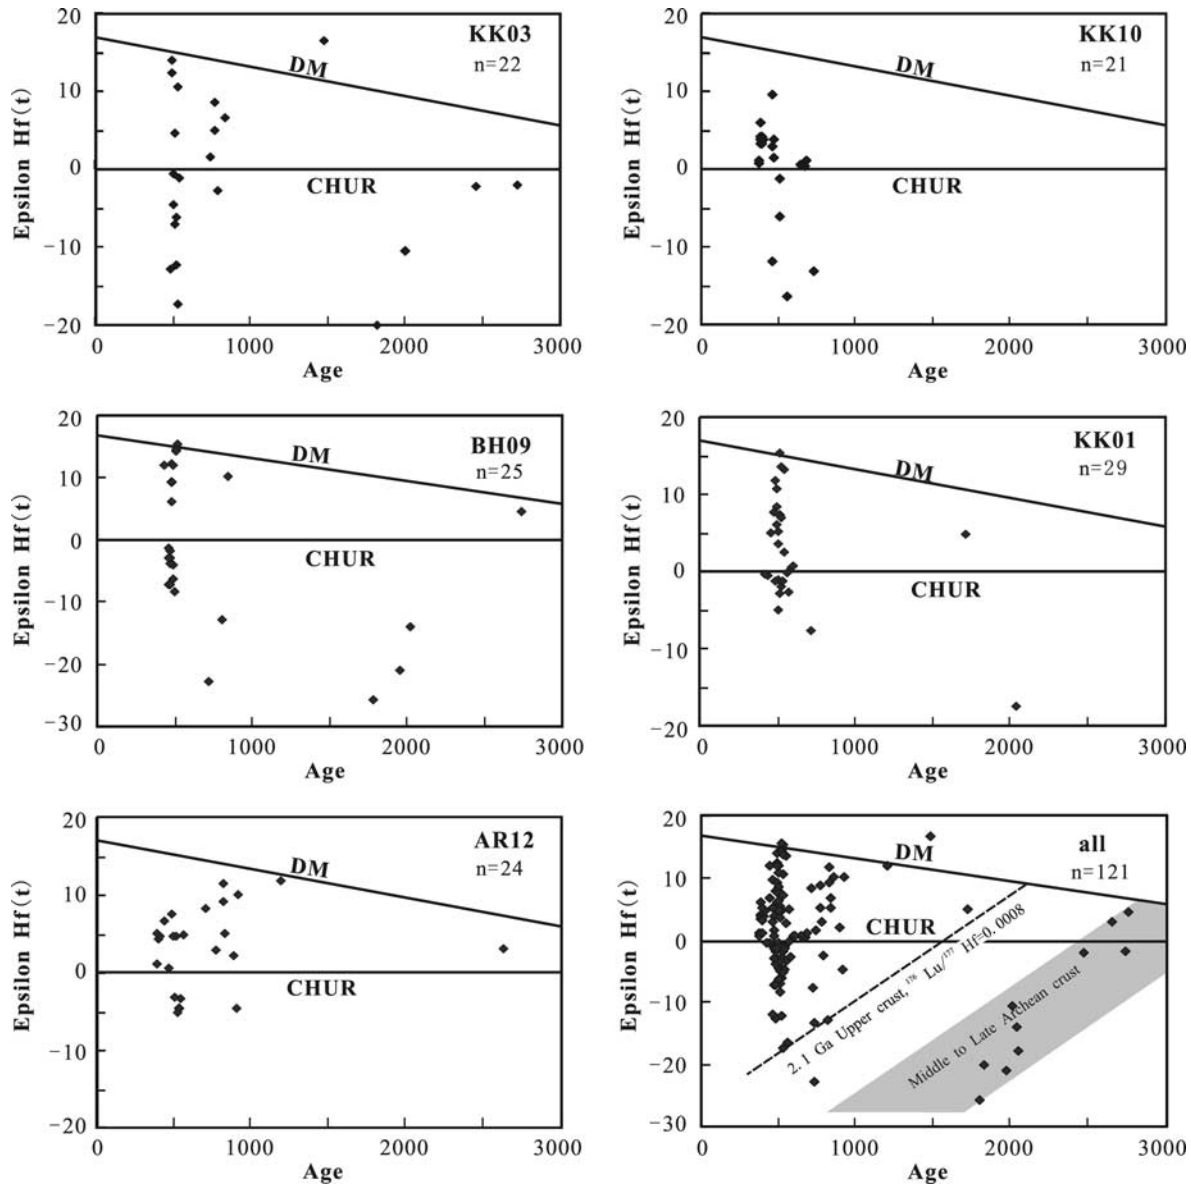 20
10
0
−10
−20
Epsilon Hf(t)
KK03
n=22
DM
CHUR
0
1000
2000
3000
Age
20
10
0
−10
−20
Epsilon Hf(t)
KK10
n=21
DM
CHUR
0
1000
2000
3000
Age
20
10
0
−10
−20
−30
Epsilon Hf(t)
BH09
n=25
DM
CHUR
0
1000
2000
3000
Age
20
10
0
−10
−20
Epsilon Hf(t)
KK01
n=29
DM
CHUR
0
1000
2000
3000
Age
20
10
0
−10
−20
Epsilon Hf(t)
AR12
n=24
DM
CHUR
0
1000
2000
3000
Age
20
10
0
−10
−20
−30
Epsilon Hf(t)
all
n=121
DM
CHUR
2.1 Ga Upper crust, ¹⁷⁶ Lu/¹⁷⁷ Hf=0.0008
Middle to Late Archean crust
0
1000
2000
3000
Age